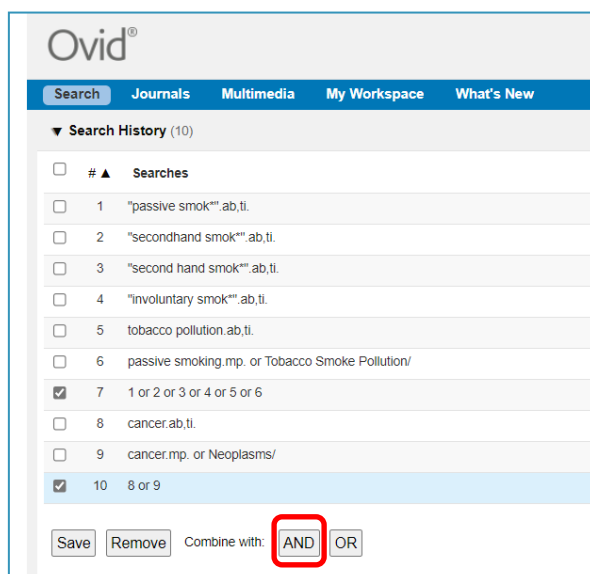 Ovid®
Search Journals Multimedia My Workspace What's New
▼ Search History (10)
# ▲ Searches
1 "passive smok*".ab,ti.
2 "secondhand smok*".ab,ti.
3 "second hand smok*".ab,ti.
4 "involuntary smok*".ab,ti.
5 tobacco pollution.ab,ti.
6 passive smoking.mp. or Tobacco Smoke Pollution/
7 1 or 2 or 3 or 4 or 5 or 6
8 cancer.ab,ti.
9 cancer.mp. or Neoplasms/
10 8 or 9
Save Remove Combine with: AND OR